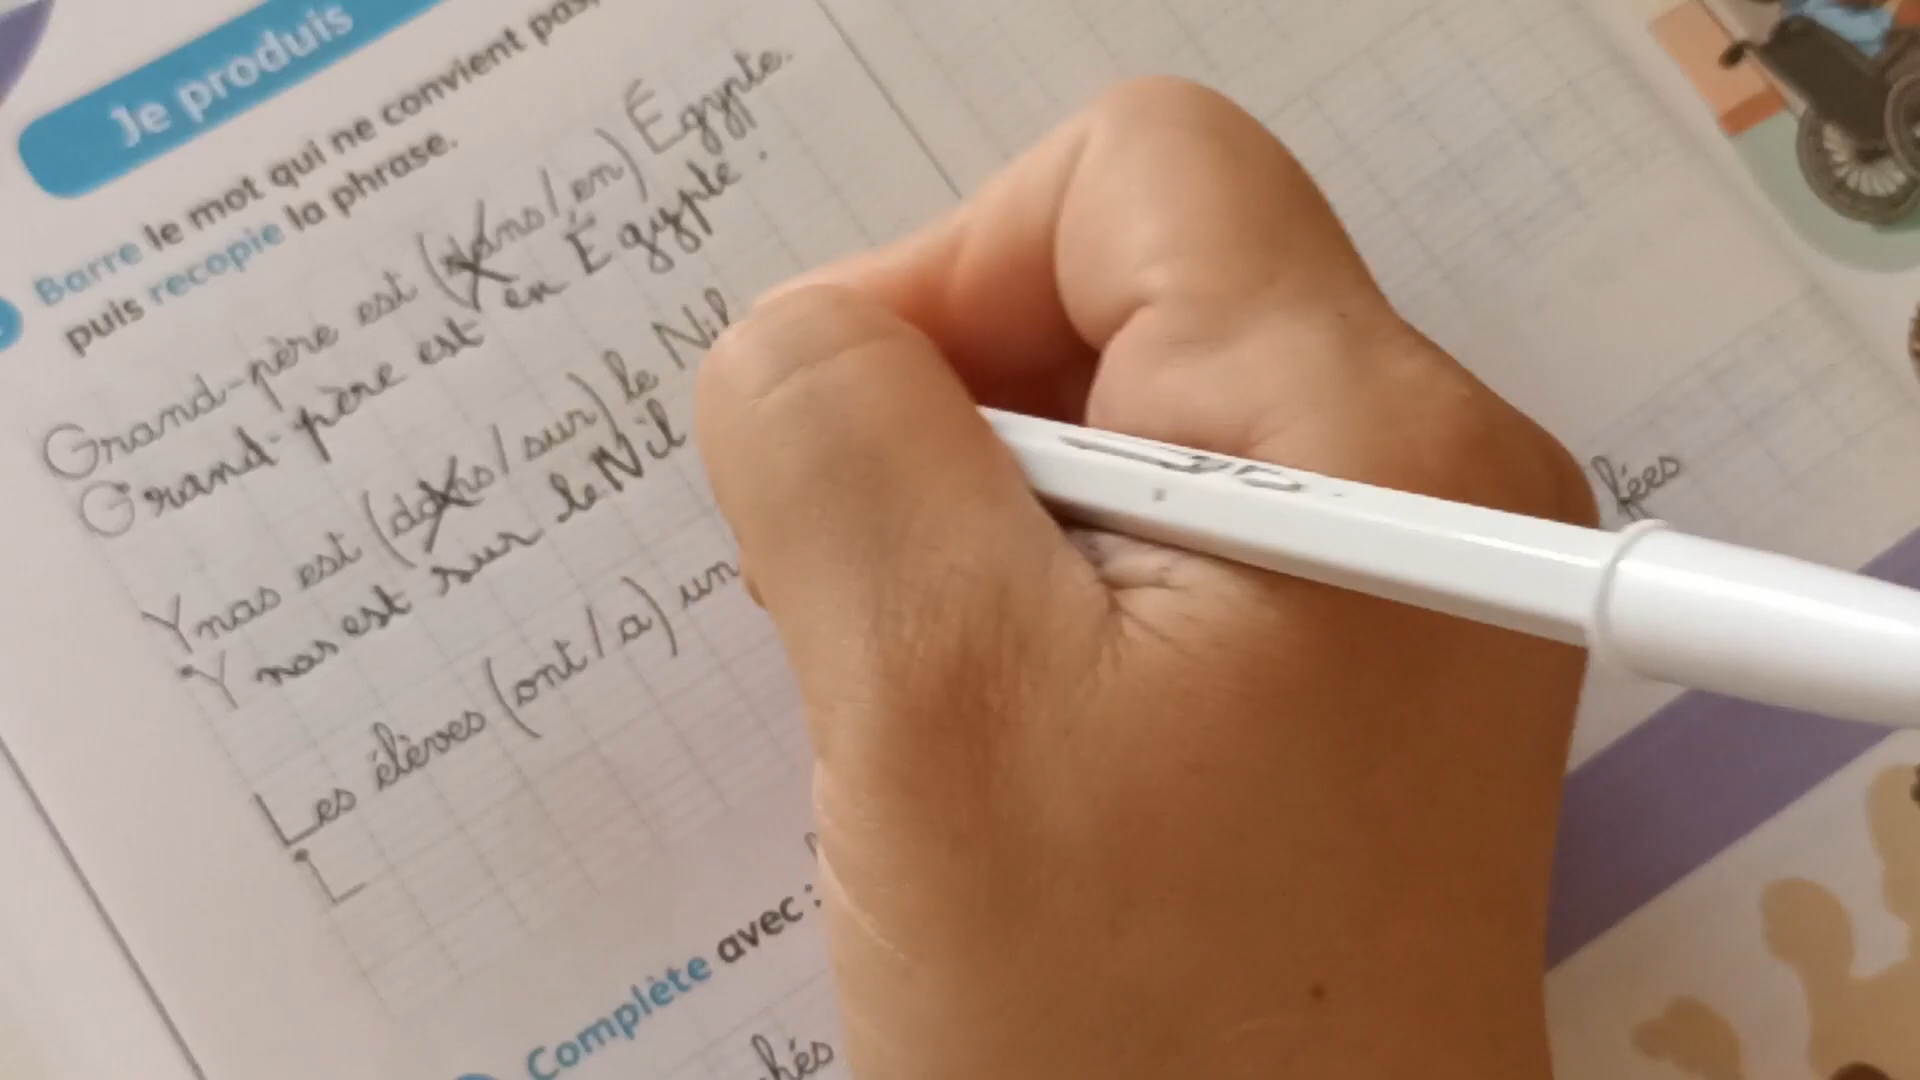 Je produis
Barre le mot qui ne convient pas,
puis recopie la phrase.
Grand-père est (dans / en) Égypte.
Grand-père est en Égypte.
Ynas est (dans / sur) le Nil
Ynas est sur le Nil
Les élèves (ont / a) un
L
Complète avec :
fées